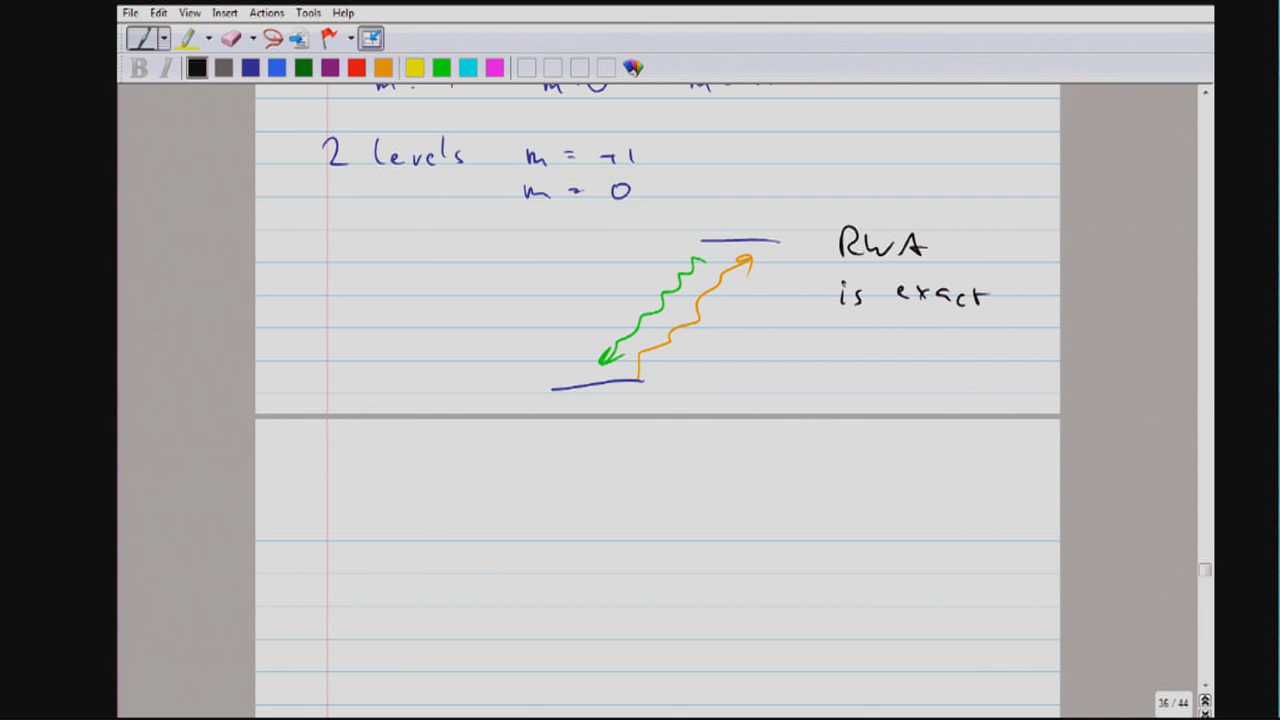 File Edit View Insert Actions Tools Help
B I
2 levels m = +1
m = 0
RWA
is exact
36 / 44